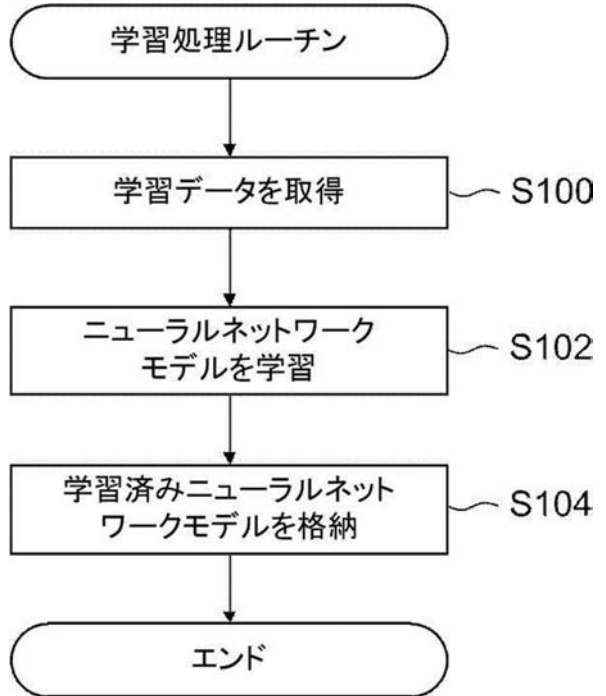 学習処理ルーチン
学習データを取得
S100
ニューラルネットワーク
モデルを学習
S102
学習済みニューラルネット
ワークモデルを格納
S104
エンド